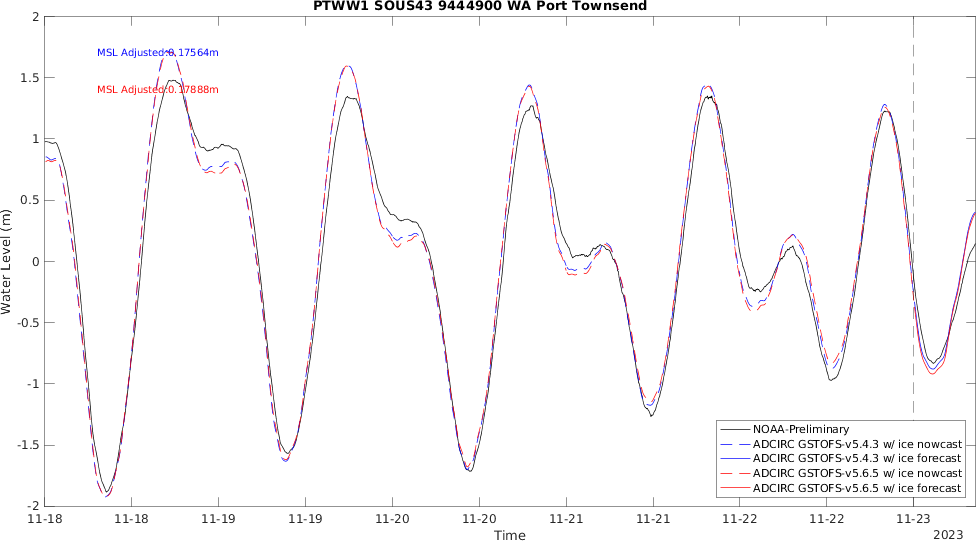 PTWW1 SOUS43 9444900 WA Port Townsend
2
1.5
1
0.5
0
-0.5
-1
-1.5
-2
Water Level (m)
MSL Adjusted:0.17564m
MSL Adjusted:0.17888m
NOAA-Preliminary
ADCIRC GSTOFS-v5.4.3 w/ ice nowcast
ADCIRC GSTOFS-v5.4.3 w/ ice forecast
ADCIRC GSTOFS-v5.6.5 w/ ice nowcast
ADCIRC GSTOFS-v5.6.5 w/ ice forecast
11-18 11-18 11-19 11-19 11-20 11-20 11-21 11-21 11-22 11-22 11-23
Time
2023